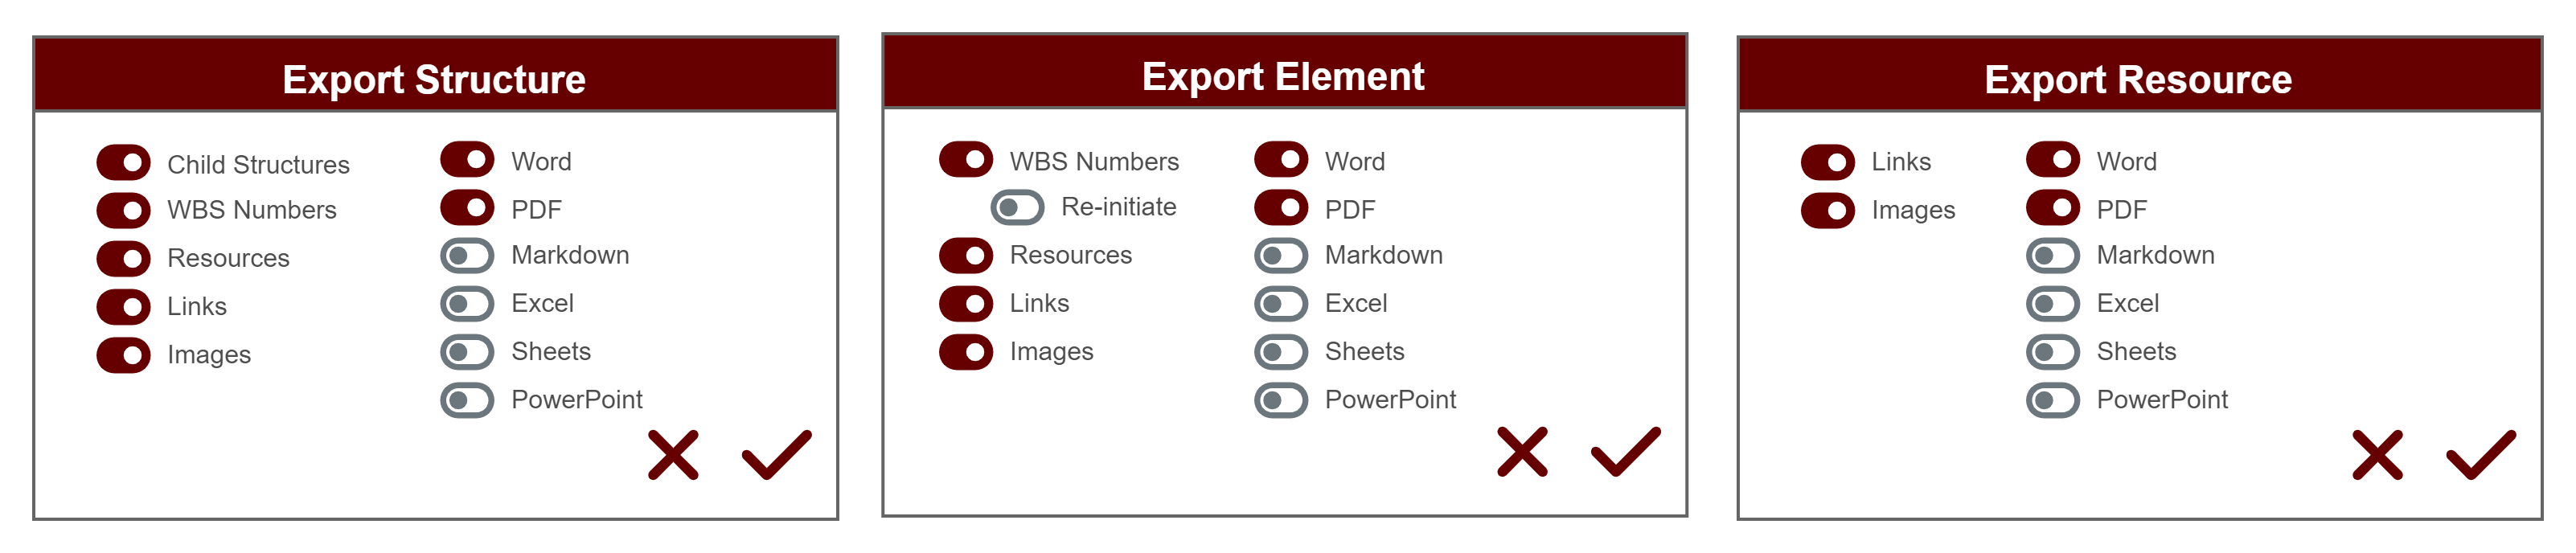 Export Structure
Child Structures
WBS Numbers
Resources
Links
Images
Word
PDF
Markdown
Excel
Sheets
PowerPoint
Export Element
WBS Numbers
Re-initiate
Resources
Links
Images
Word
PDF
Markdown
Excel
Sheets
PowerPoint
Export Resource
Links
Images
Word
PDF
Markdown
Excel
Sheets
PowerPoint